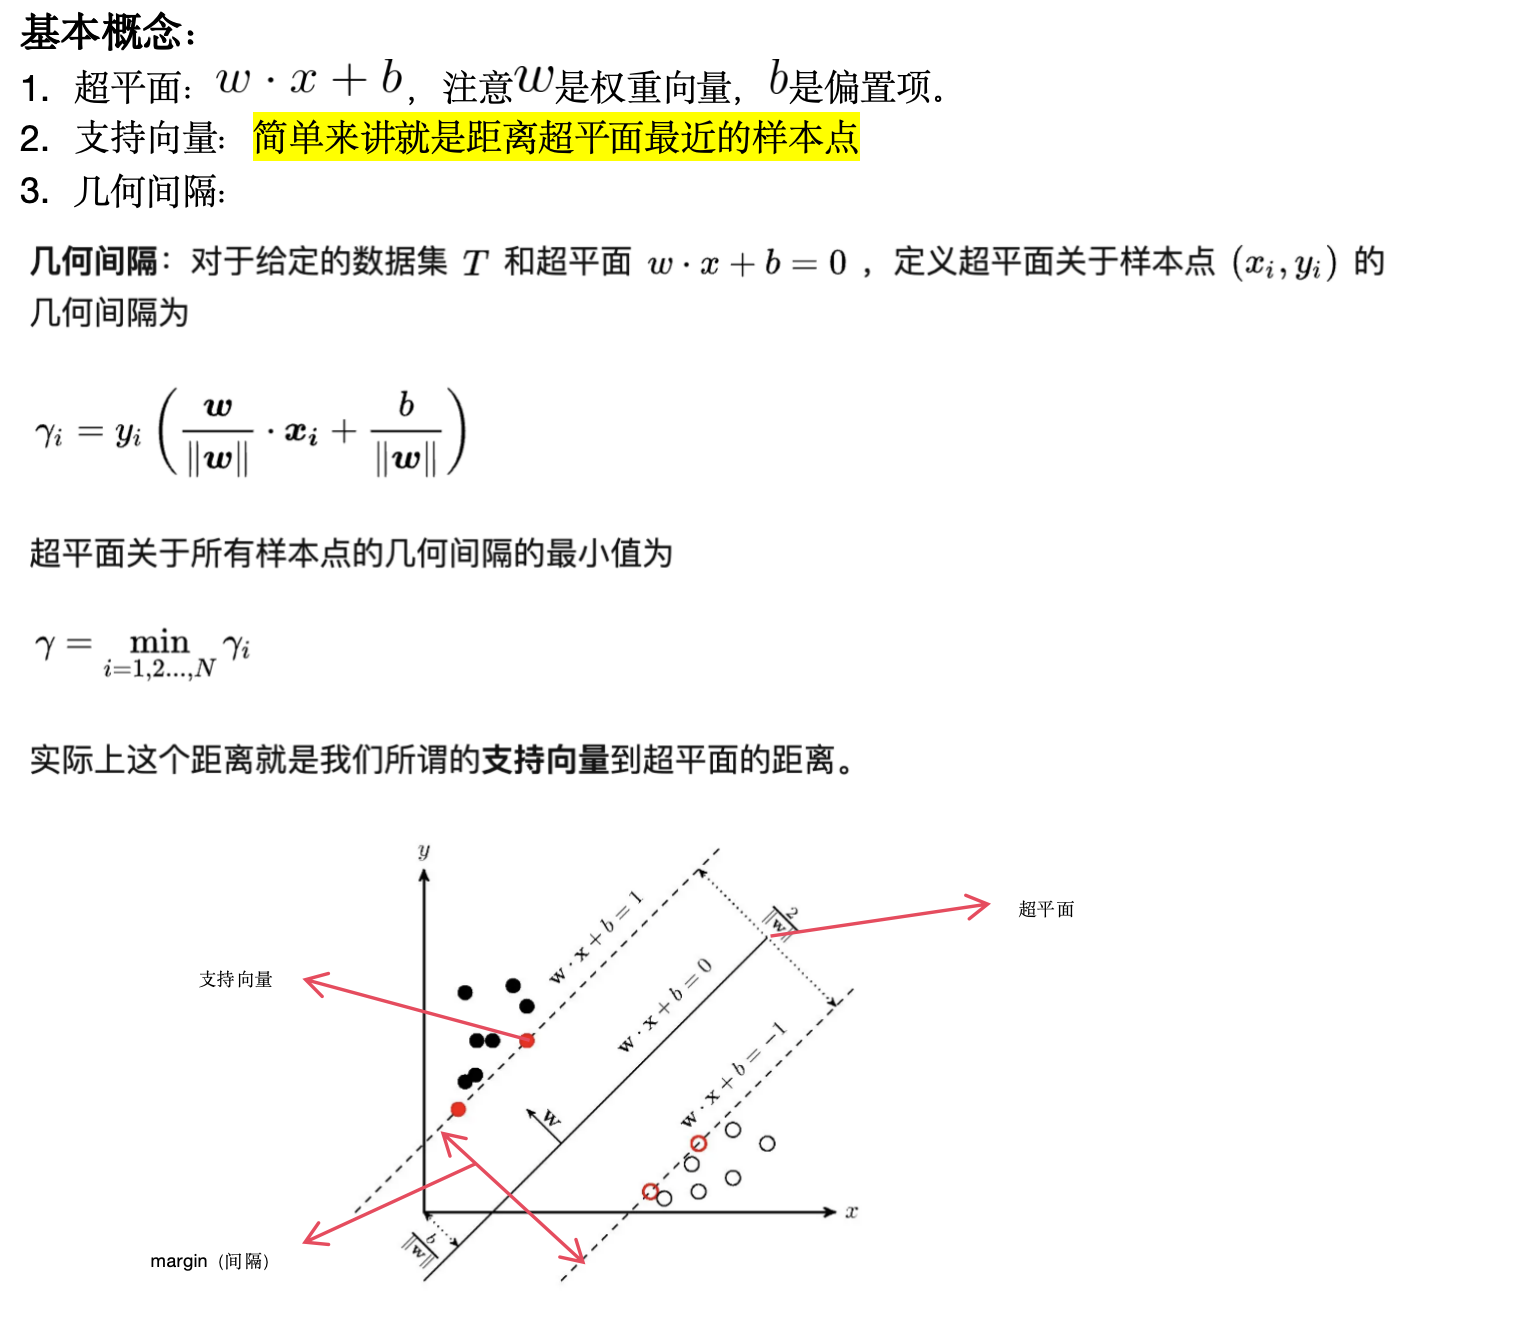 基本概念：
1. 超平面：w · x + b，注意w是权重向量，b是偏置项。
2. 支持向量：简单来讲就是距离超平面最近的样本点
3. 几何间隔：
几何间隔：对于给定的数据集 T 和超平面 w · x + b = 0 ，定义超平面关于样本点 (xᵢ, yᵢ) 的
几何间隔为
γᵢ = yᵢ ( w/‖w‖ · xᵢ + b/‖w‖ )
超平面关于所有样本点的几何间隔的最小值为
γ = min i=1,2...,N γᵢ
实际上这个距离就是我们所谓的支持向量到超平面的距离。
y
w · x + b = 1
2/‖w‖
超平面
支持向量
w · x + b = 0
w · x + b = −1
w
x
b/‖w‖
margin（间隔）